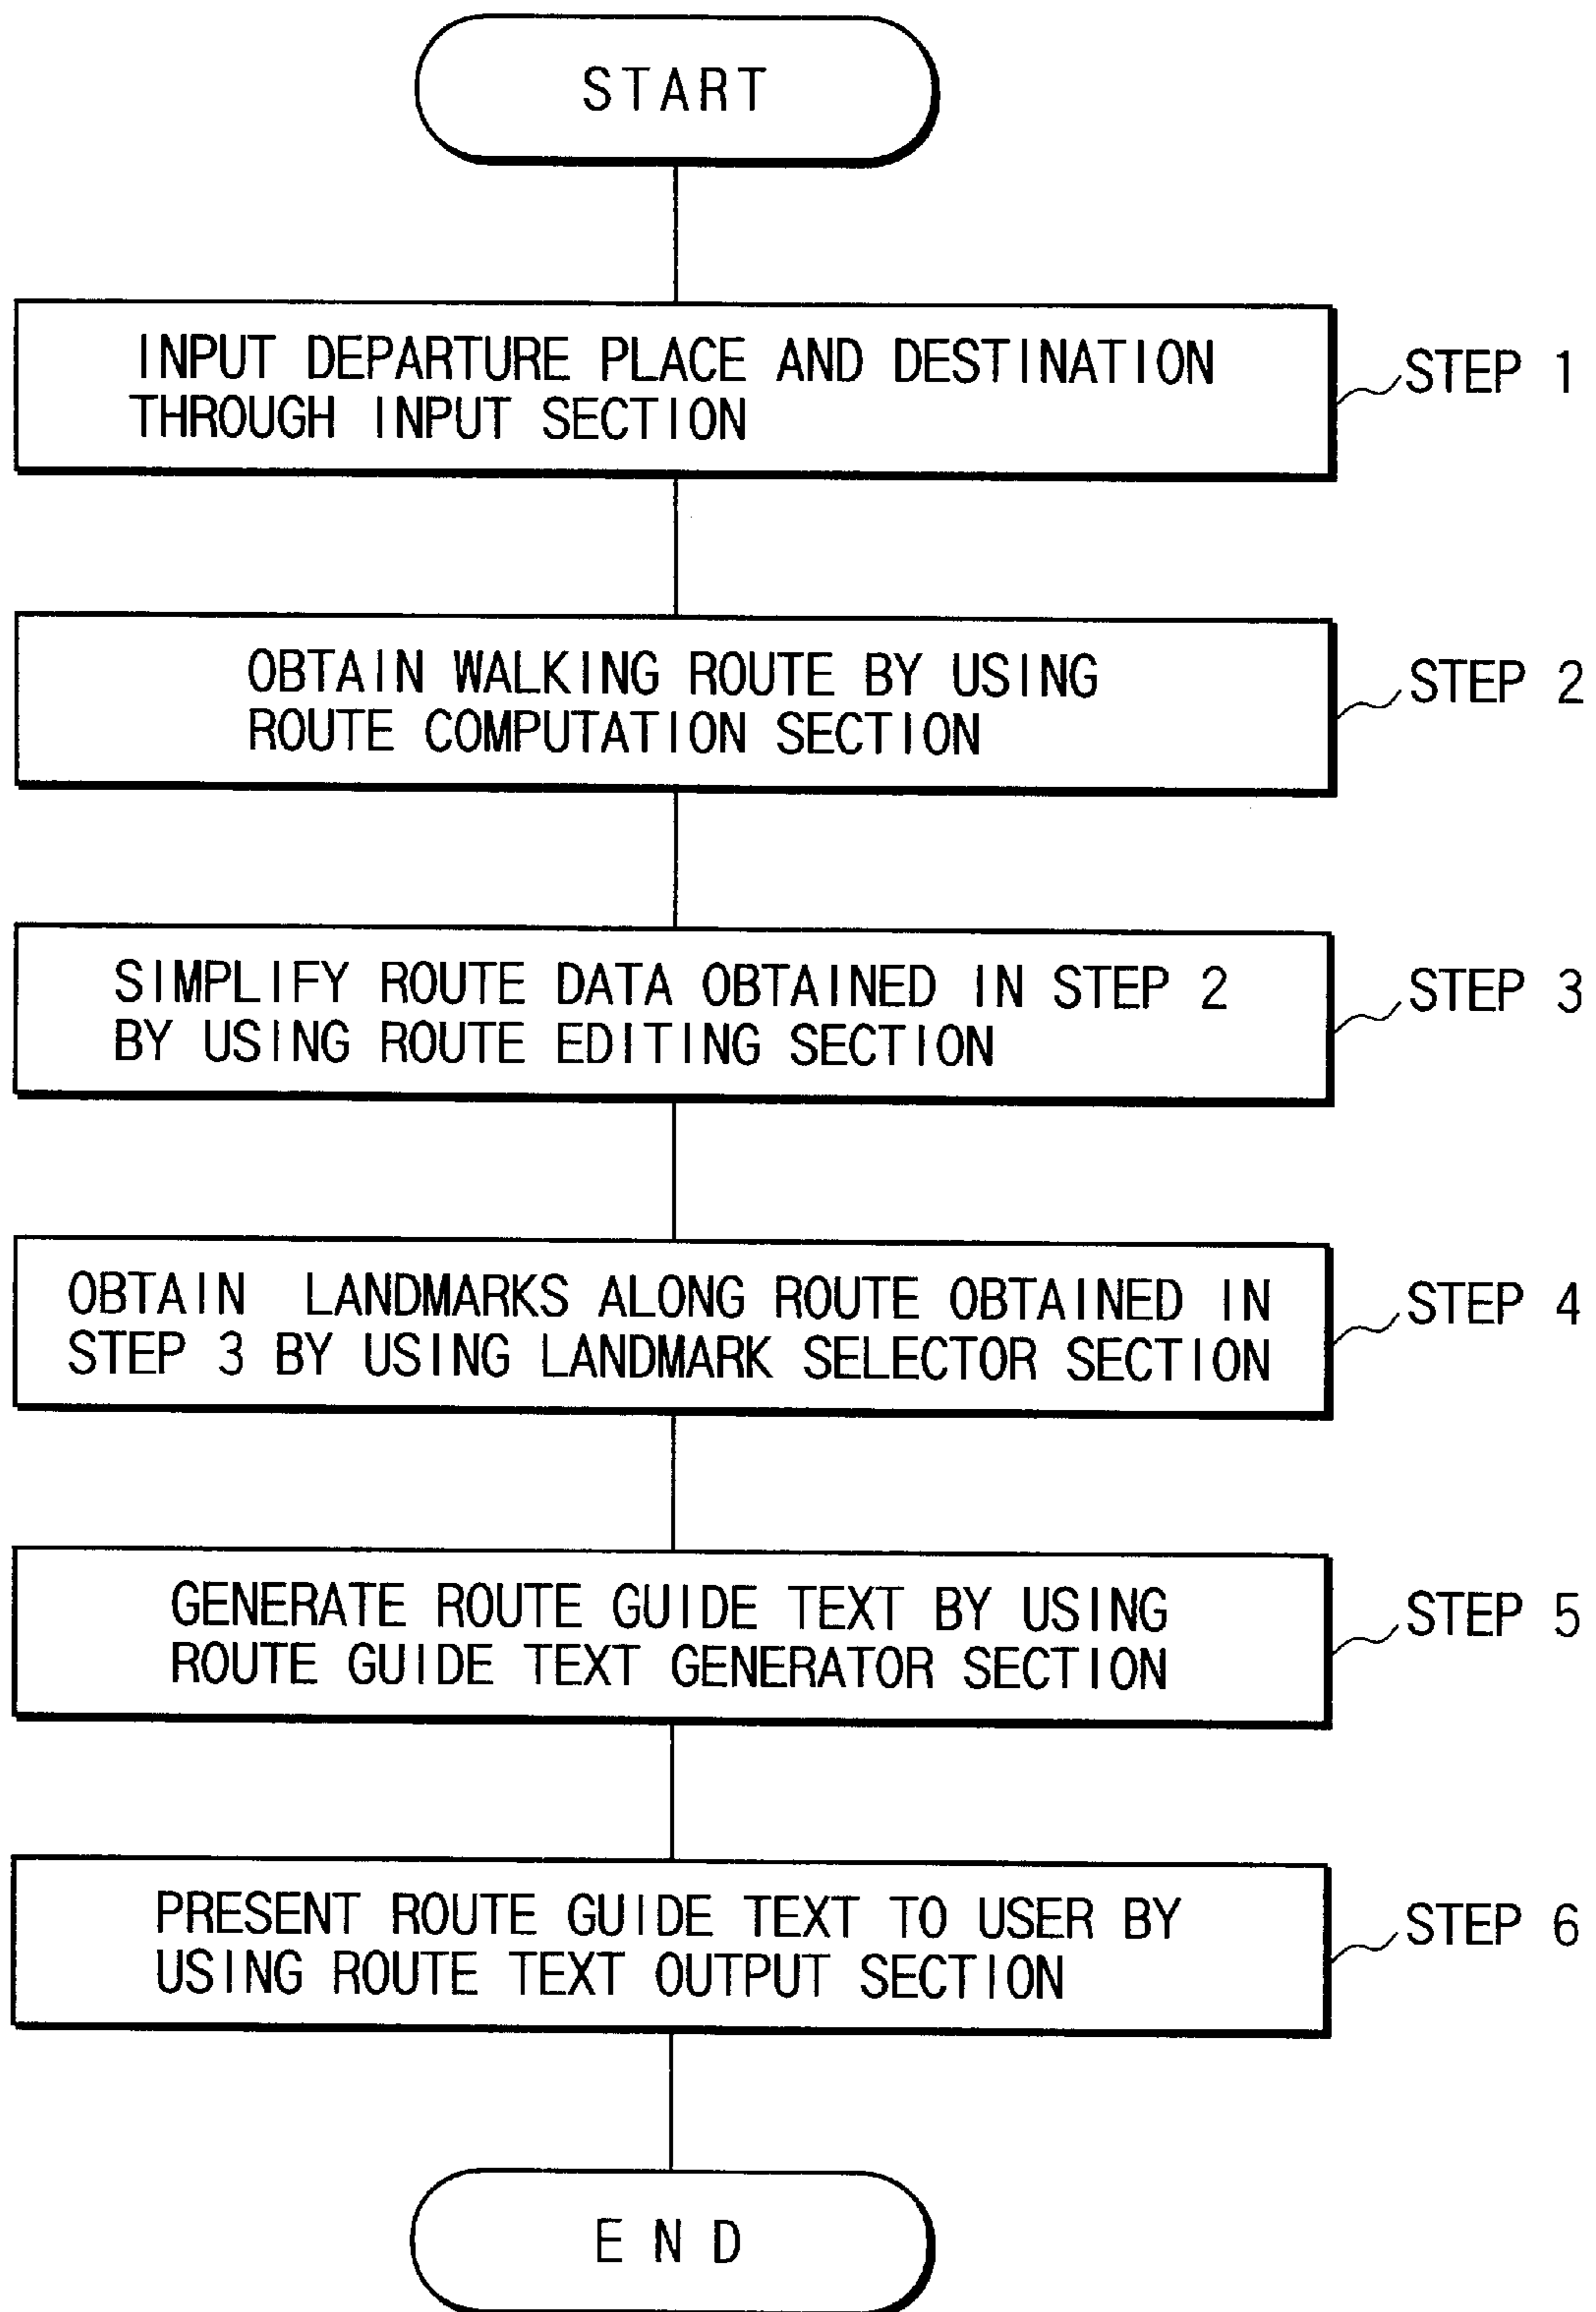 START
INPUT DEPARTURE PLACE AND DESTINATION
THROUGH INPUT SECTION
STEP 1
OBTAIN WALKING ROUTE BY USING
ROUTE COMPUTATION SECTION
STEP 2
SIMPLIFY ROUTE DATA OBTAINED IN STEP 2
BY USING ROUTE EDITING SECTION
STEP 3
OBTAIN LANDMARKS ALONG ROUTE OBTAINED IN
STEP 3 BY USING LANDMARK SELECTOR SECTION
STEP 4
GENERATE ROUTE GUIDE TEXT BY USING
ROUTE GUIDE TEXT GENERATOR SECTION
STEP 5
PRESENT ROUTE GUIDE TEXT TO USER BY
USING ROUTE TEXT OUTPUT SECTION
STEP 6
END